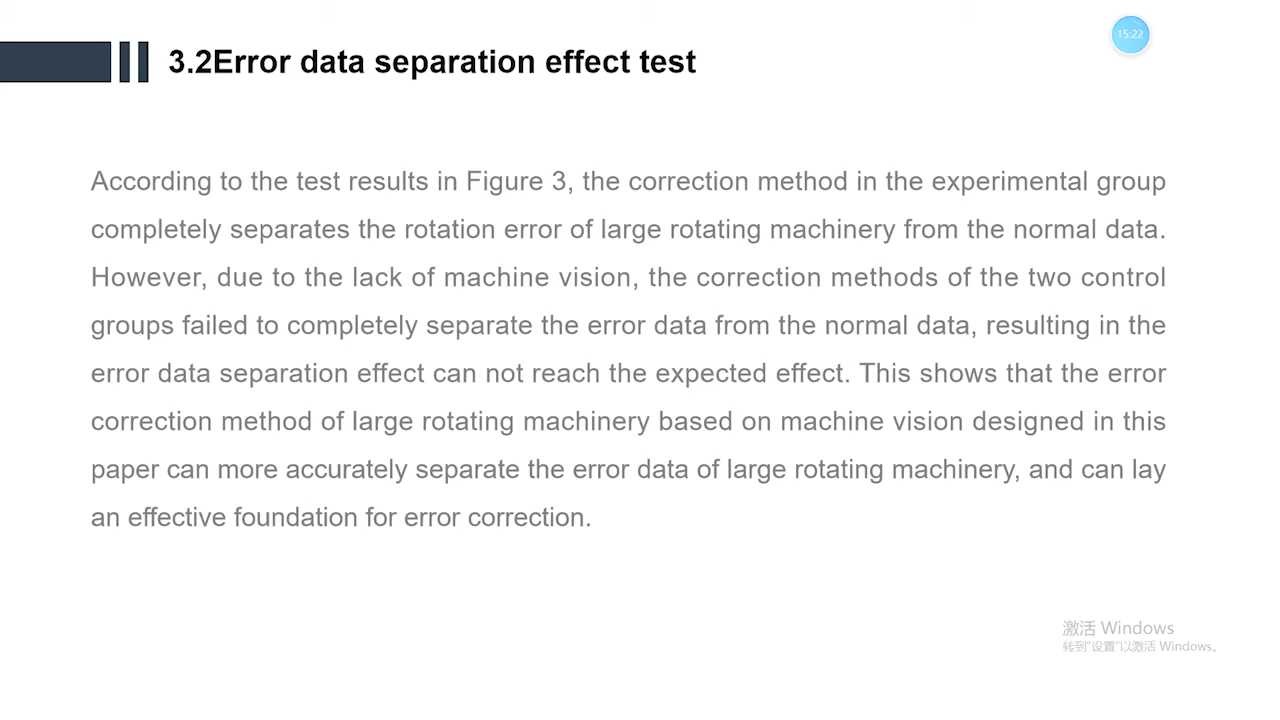 15:22
3.2Error data separation effect test
According to the test results in Figure 3, the correction method in the experimental group
completely separates the rotation error of large rotating machinery from the normal data.
However, due to the lack of machine vision, the correction methods of the two control
groups failed to completely separate the error data from the normal data, resulting in the
error data separation effect can not reach the expected effect. This shows that the error
correction method of large rotating machinery based on machine vision designed in this
paper can more accurately separate the error data of large rotating machinery, and can lay
an effective foundation for error correction.
激活 Windows
转到"设置"以激活 Windows。